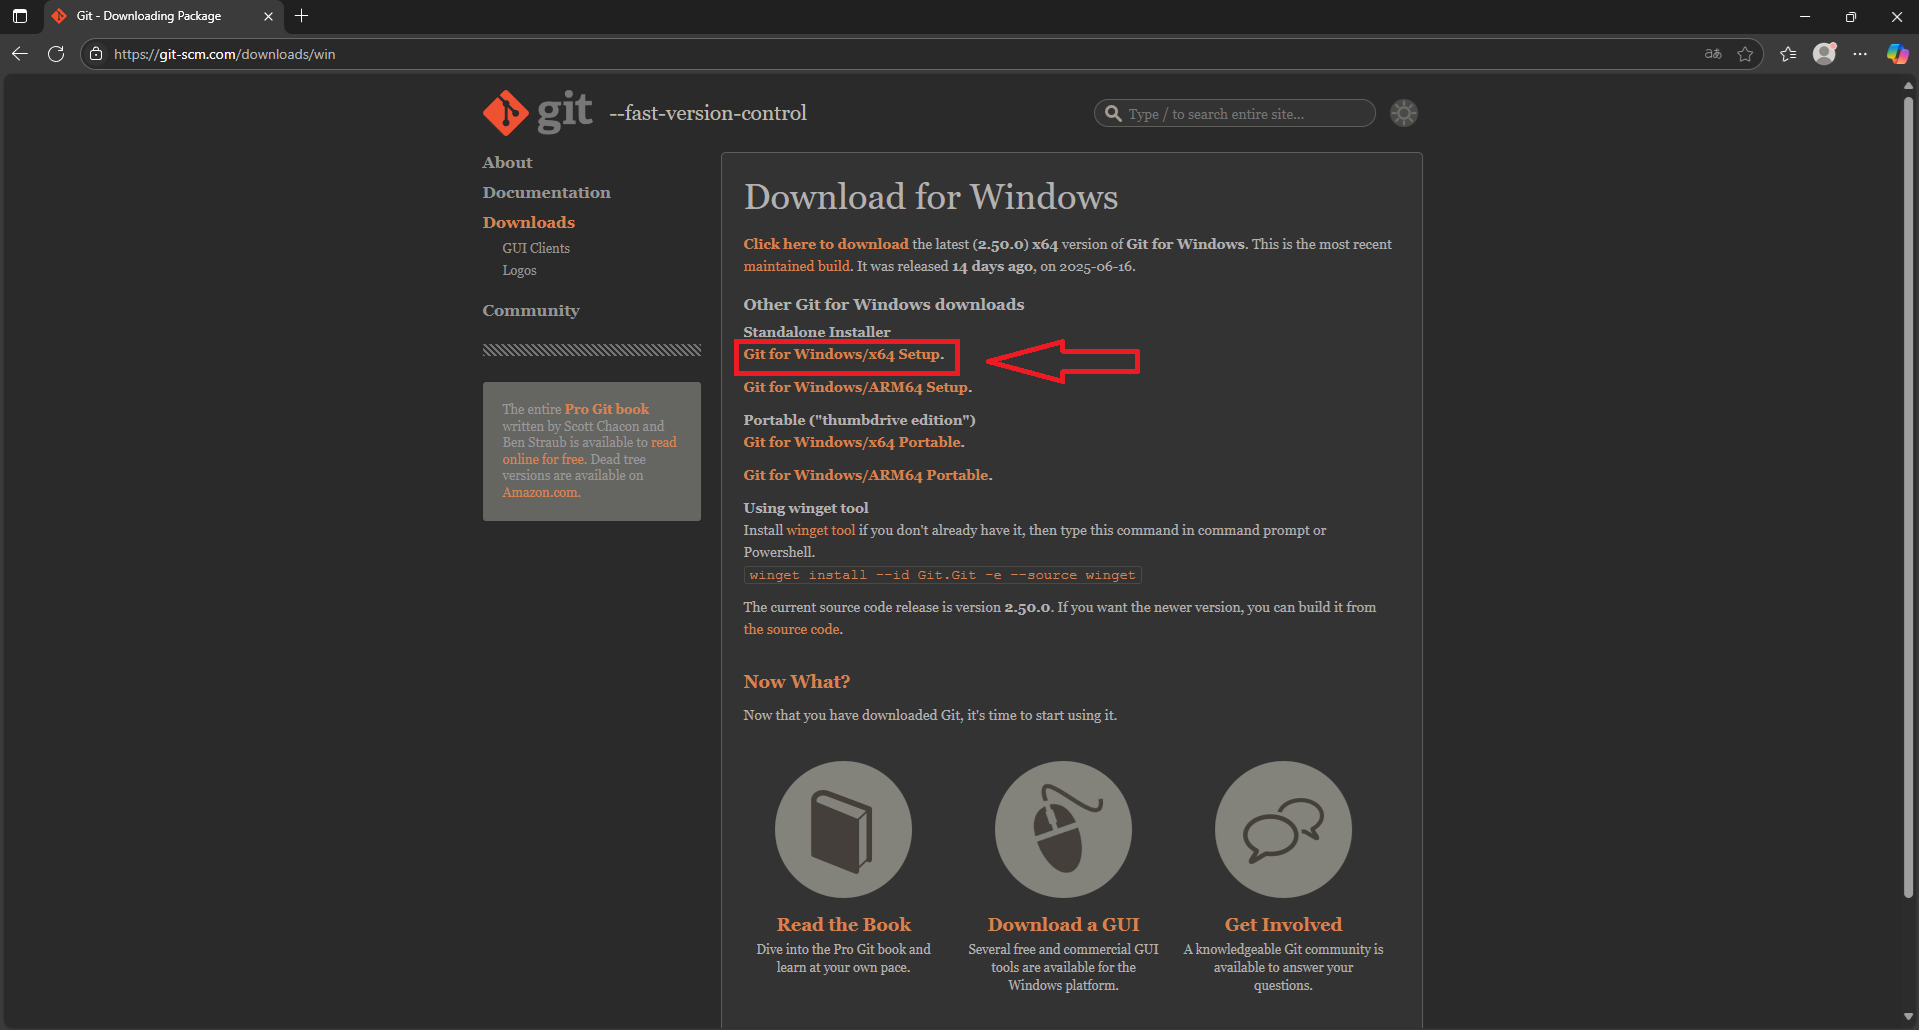 Git - Downloading Package
https://git-scm.com/downloads/win
aあ
git --fast-version-control
Type / to search entire site...
About
Documentation
Downloads
GUI Clients
Logos
Community
The entire Pro Git book
written by Scott Chacon and
Ben Straub is available to read
online for free. Dead tree
versions are available on
Amazon.com.
Download for Windows
Click here to download the latest (2.50.0) x64 version of Git for Windows. This is the most recent
maintained build. It was released 14 days ago, on 2025-06-16.
Other Git for Windows downloads
Standalone Installer
Git for Windows/x64 Setup.
Git for Windows/ARM64 Setup.
Portable ("thumbdrive edition")
Git for Windows/x64 Portable.
Git for Windows/ARM64 Portable.
Using winget tool
Install winget tool if you don't already have it, then type this command in command prompt or
Powershell.
winget install --id Git.Git -e --source winget
The current source code release is version 2.50.0. If you want the newer version, you can build it from
the source code.
Now What?
Now that you have downloaded Git, it's time to start using it.
Read the Book
Dive into the Pro Git book and
learn at your own pace.
Download a GUI
Several free and commercial GUI
tools are available for the
Windows platform.
Get Involved
A knowledgeable Git community is
available to answer your
questions.